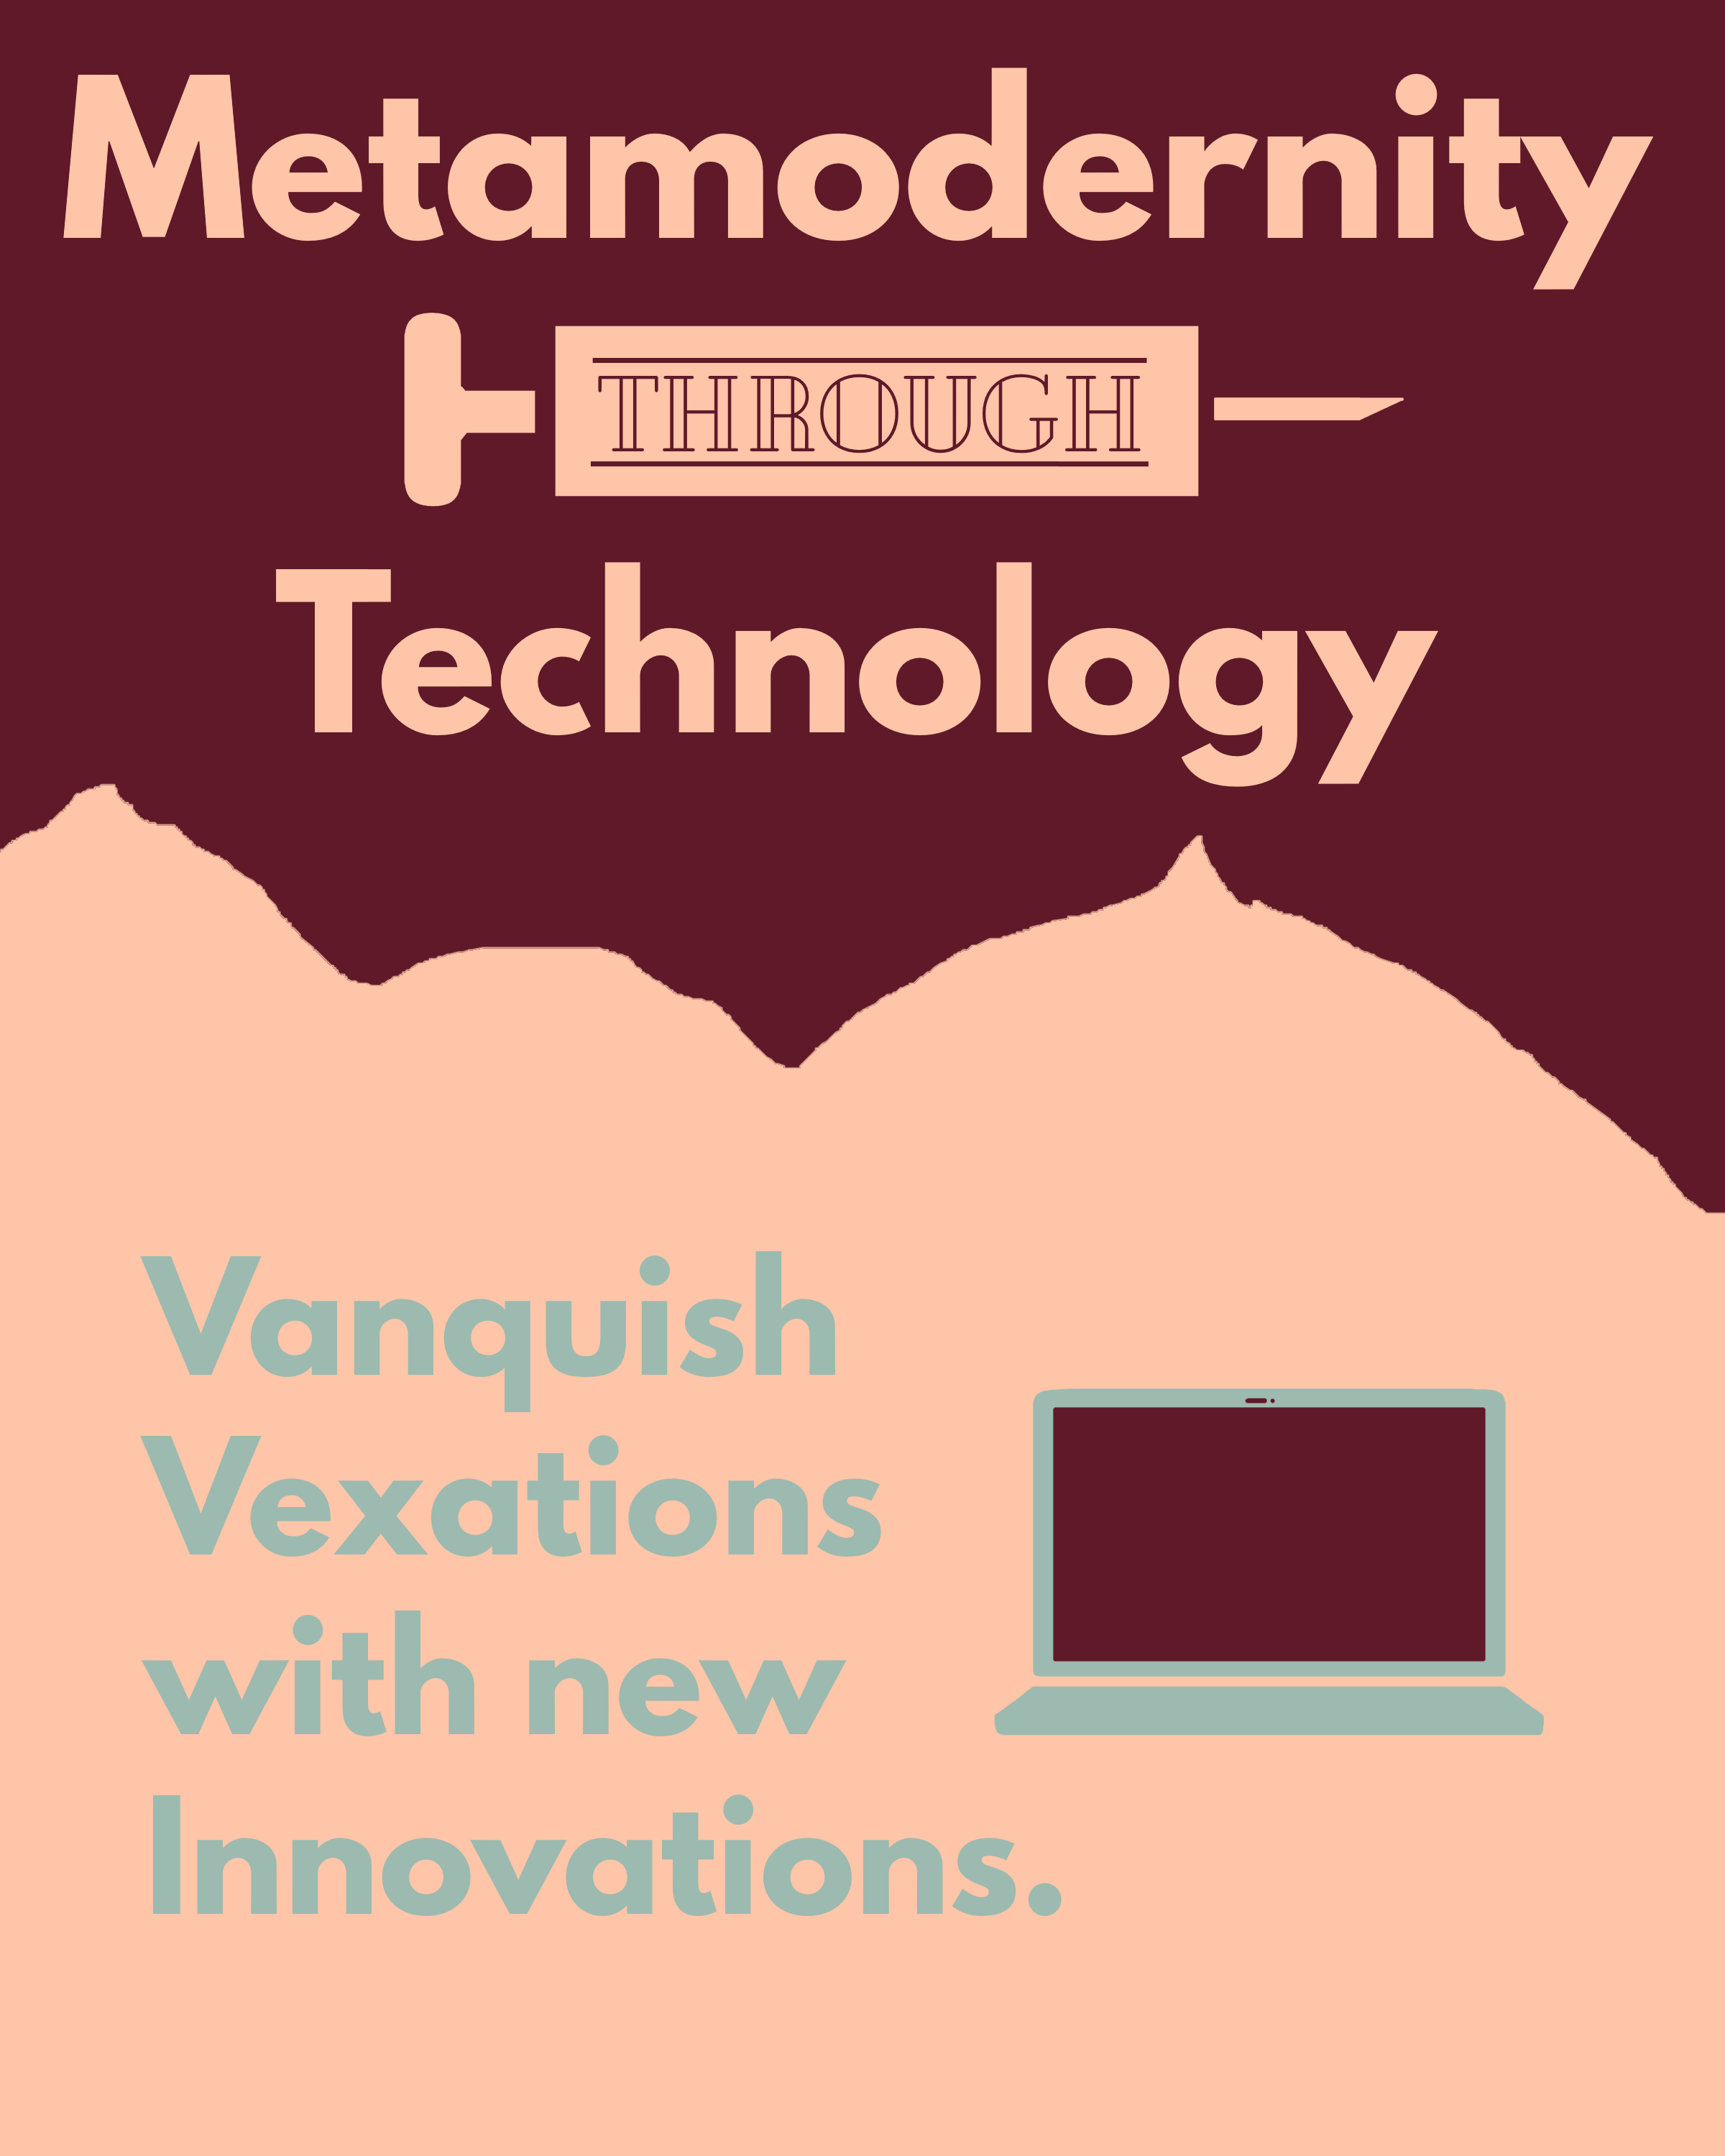 Metamodernity
THROUGH
Technology
Vanquish
Vexations
with new
Innovations.